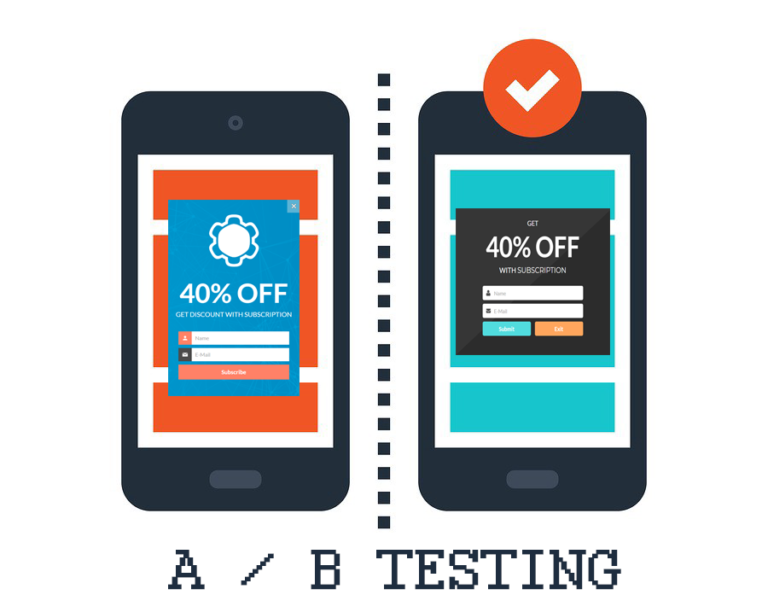 40% OFF
GET DISCOUNT WITH SUBSCRIPTION
Name
E-Mail
Subscribe
GET
40% OFF
WITH SUBSCRIPTION
Name
E-Mail
Submit
Exit
A / B TESTING